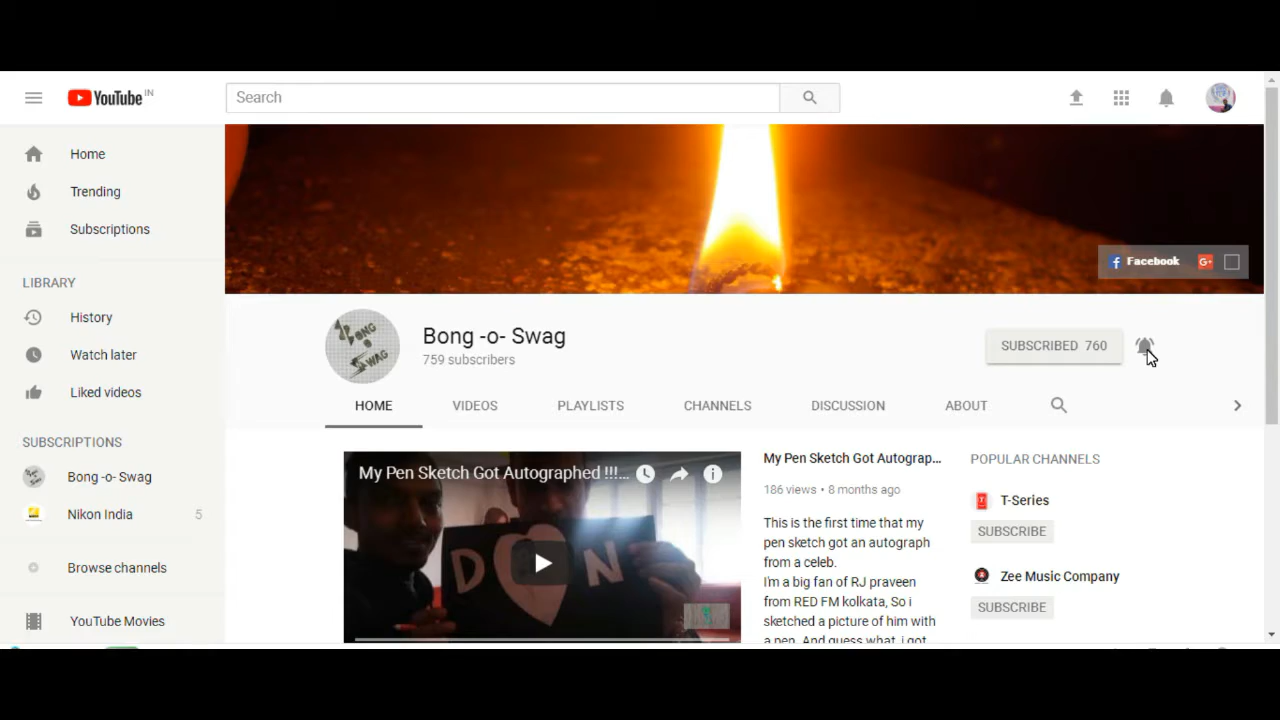 YouTube IN
Search
Home
Trending
Subscriptions
LIBRARY
History
Watch later
Liked videos
SUBSCRIPTIONS
Bong -o- Swag
Nikon India 5
Browse channels
YouTube Movies
Facebook G+
BONG
O
SWAG
Bong -o- Swag
759 subscribers
SUBSCRIBED 760
HOME VIDEOS PLAYLISTS CHANNELS DISCUSSION ABOUT
My Pen Sketch Got Autographed !!!...
D N
My Pen Sketch Got Autograp...
186 views • 8 months ago
This is the first time that my
pen sketch got an autograph
from a celeb.
I'm a big fan of RJ praveen
from RED FM kolkata, So i
sketched a picture of him with
a pen. And guess what, i got
POPULAR CHANNELS
T-Series
SUBSCRIBE
Zee Music Company
SUBSCRIBE